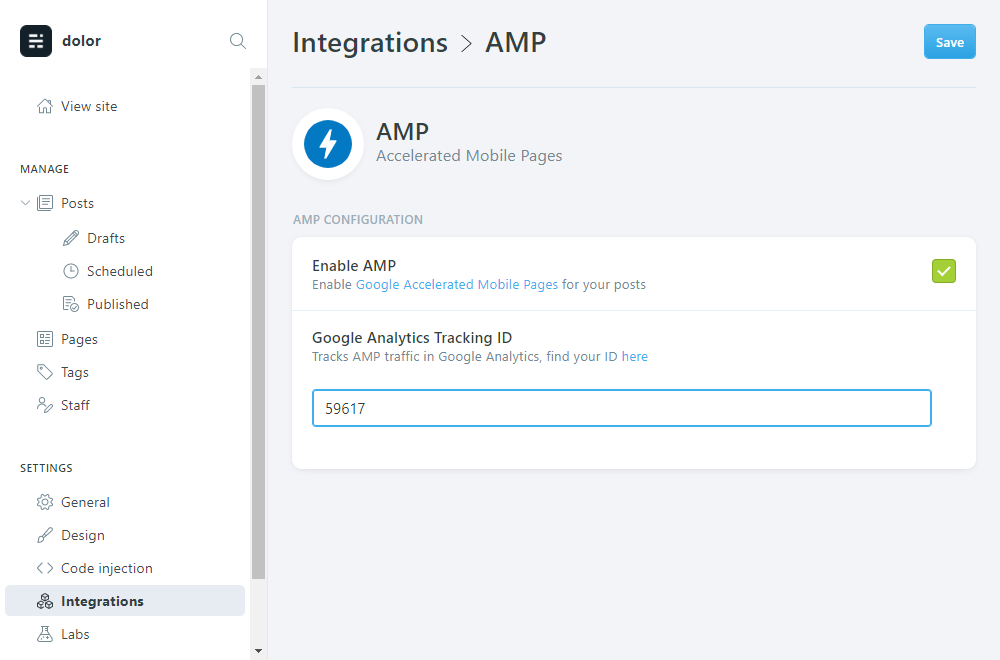 dolor
View site
MANAGE
Posts
Drafts
Scheduled
Published
Pages
Tags
Staff
SETTINGS
General
Design
Code injection
Integrations
Labs
Integrations > AMP
Save
AMP
Accelerated Mobile Pages
AMP CONFIGURATION
Enable AMP
Enable Google Accelerated Mobile Pages for your posts
Google Analytics Tracking ID
Tracks AMP traffic in Google Analytics, find your ID here
59617